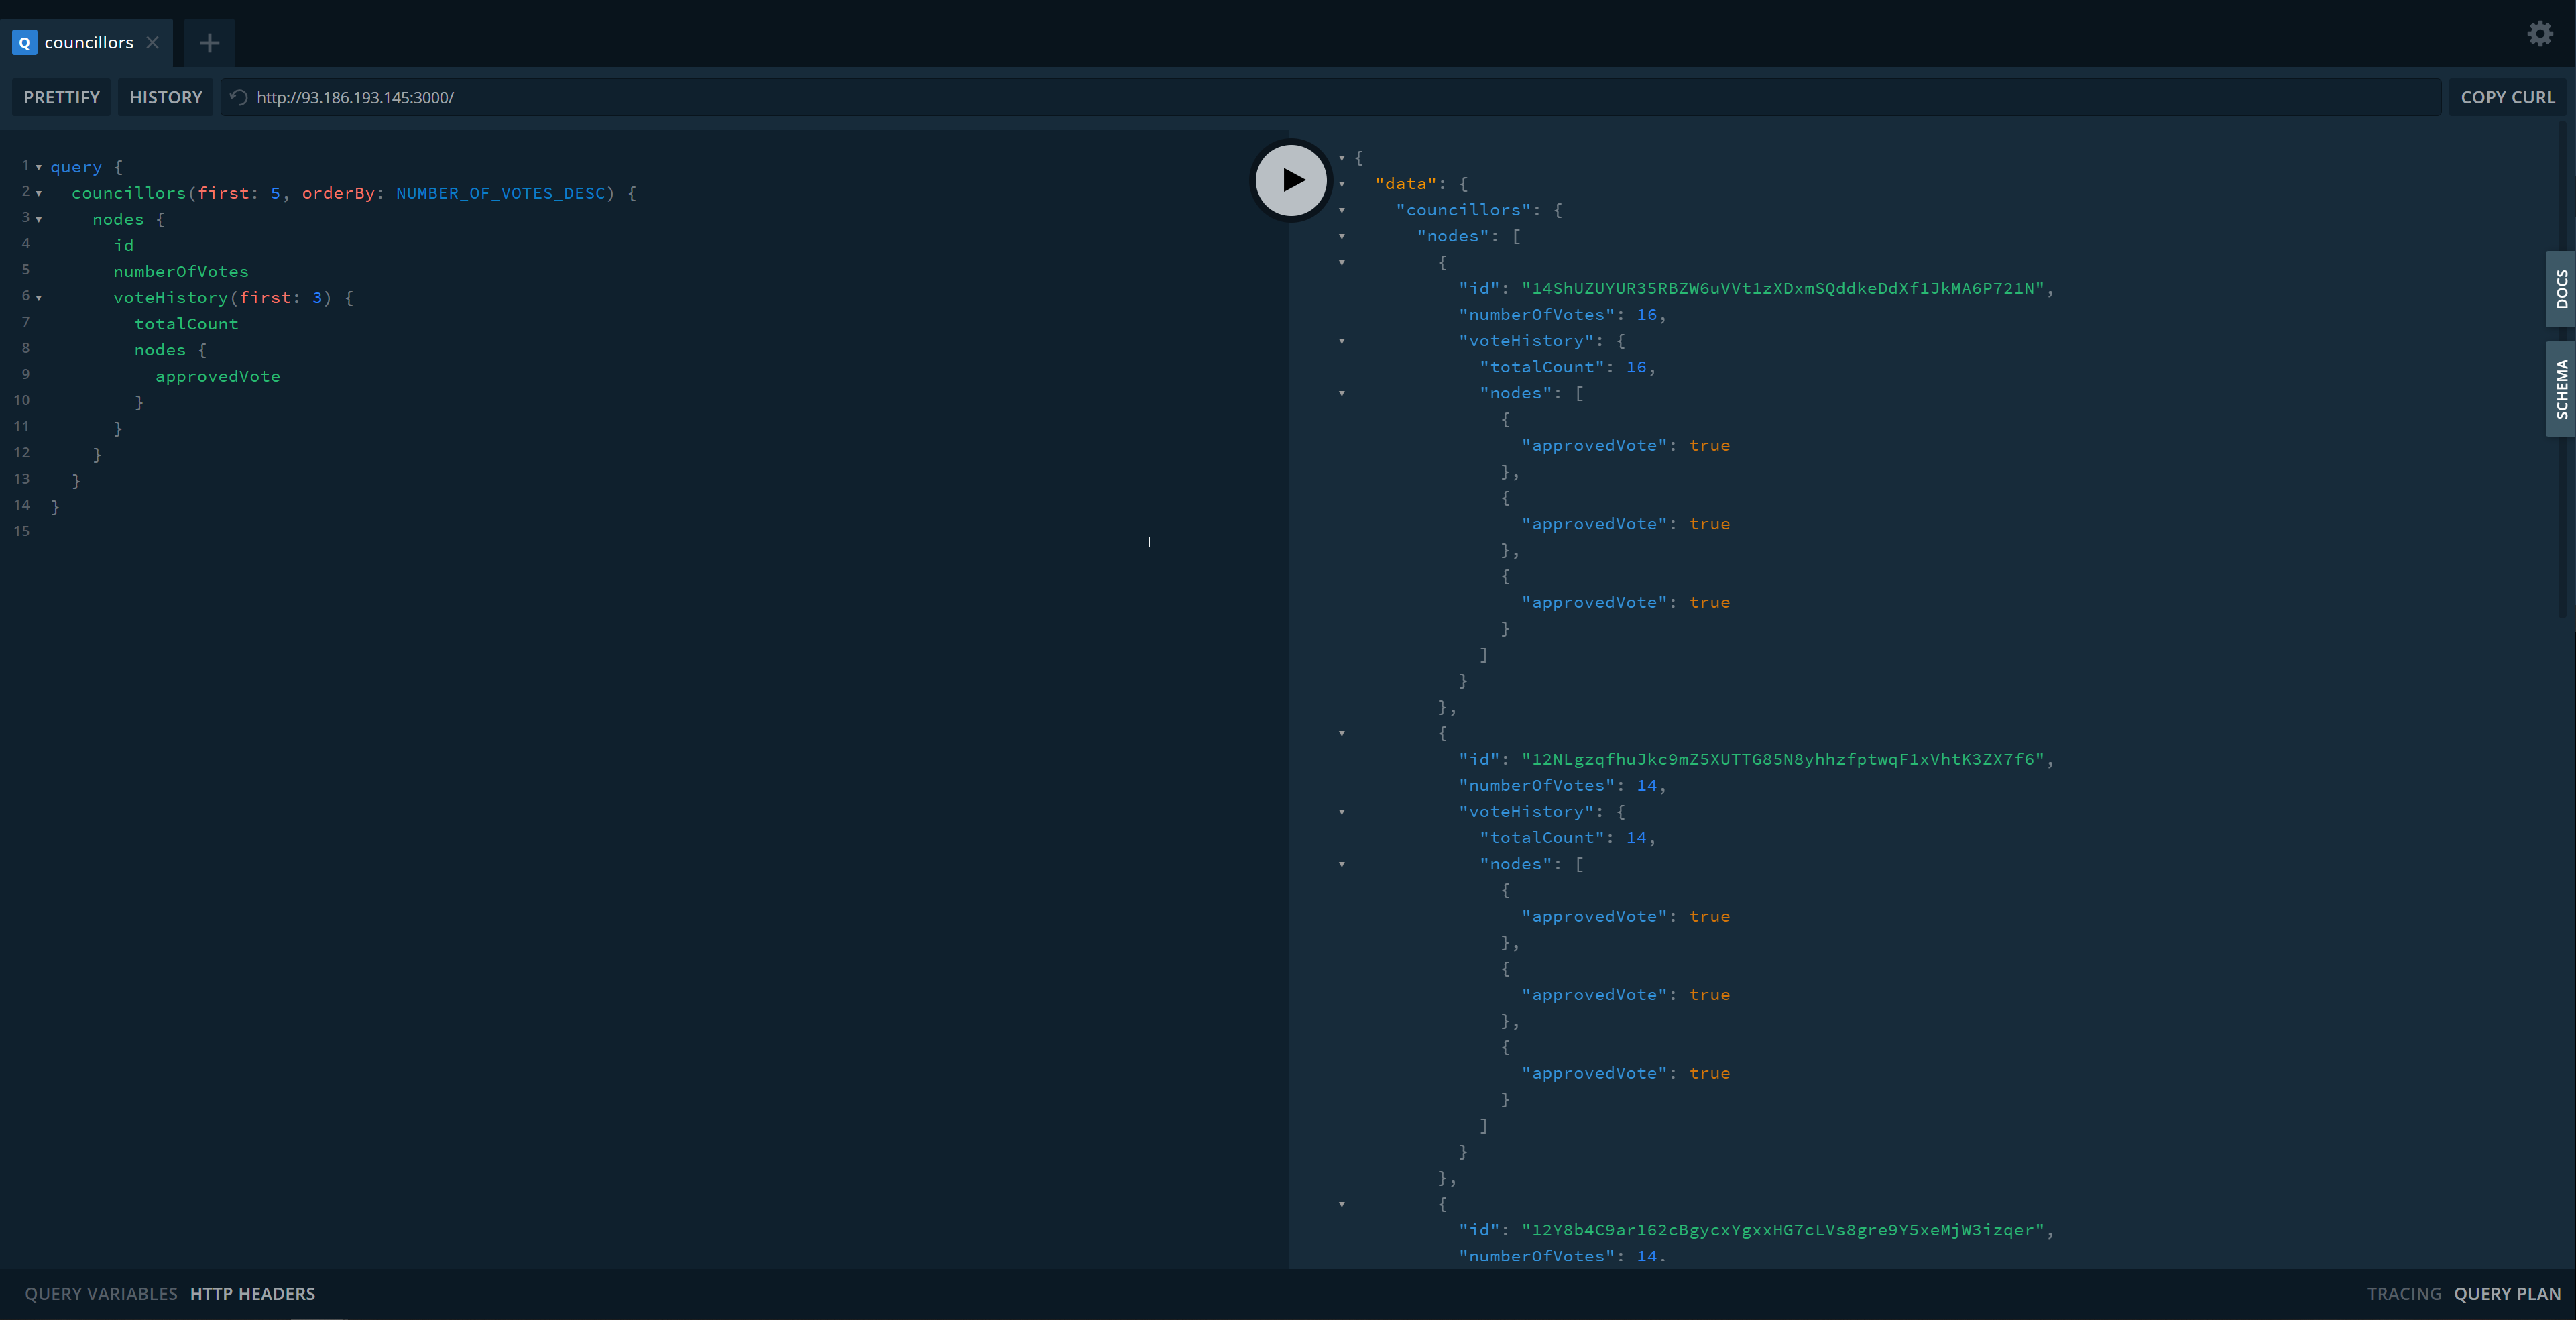 Q councillors
PRETTIFY HISTORY http://93.186.193.145:3000/ COPY CURL
1 query {
2 councillors(first: 5, orderBy: NUMBER_OF_VOTES_DESC) {
3 nodes {
4 id
5 numberOfVotes
6 voteHistory(first: 3) {
7 totalCount
8 nodes {
9 approvedVote
10 }
11 }
12 }
13 }
14 }
15
{
"data": {
"councillors": {
"nodes": [
{
"id": "14ShUZUYUR35RBZW6uVVt1zXDxmSQddkeDdXf1JkMA6P721N",
"numberOfVotes": 16,
"voteHistory": {
"totalCount": 16,
"nodes": [
{
"approvedVote": true
},
{
"approvedVote": true
},
{
"approvedVote": true
}
]
}
},
{
"id": "12NLgzqfhuJkc9mZ5XUTTG85N8yhhzfptwqF1xVhtK3ZX7f6",
"numberOfVotes": 14,
"voteHistory": {
"totalCount": 14,
"nodes": [
{
"approvedVote": true
},
{
"approvedVote": true
},
{
"approvedVote": true
}
]
}
},
{
"id": "12Y8b4C9ar162cBgycxYgxxHG7cLVs8gre9Y5xeMjW3izqer",
"numberOfVotes": 14,
DOCS
SCHEMA
QUERY VARIABLES HTTP HEADERS
TRACING QUERY PLAN